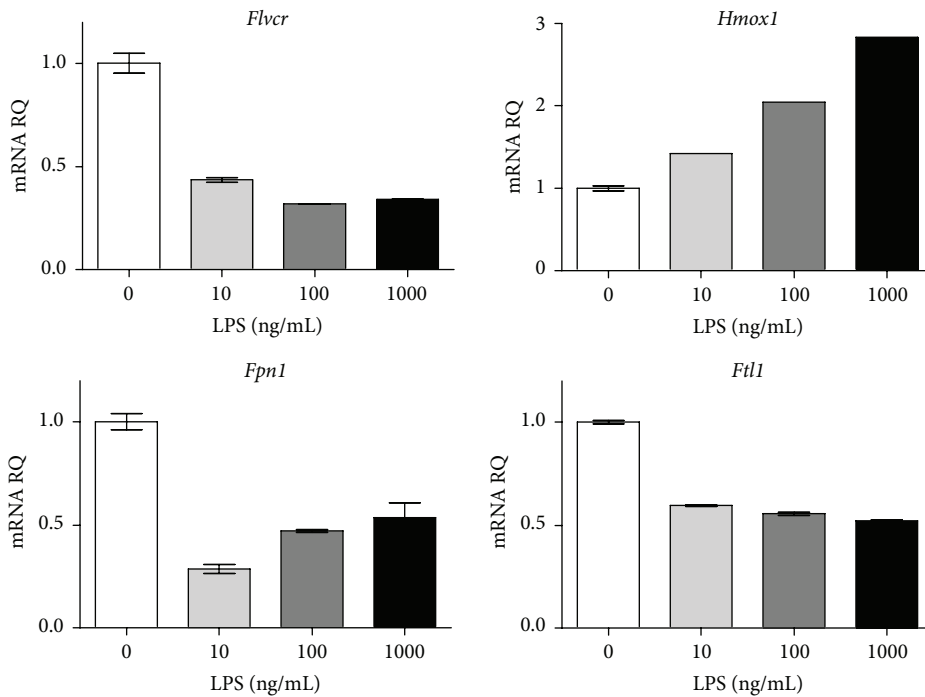 Flvcr
mRNA RQ
1.0
0.5
0.0
0 10 100 1000
LPS (ng/mL)
Hmox1
mRNA RQ
3
2
1
0
0 10 100 1000
LPS (ng/mL)
Fpn1
mRNA RQ
1.0
0.5
0.0
0 10 100 1000
LPS (ng/mL)
Ftl1
mRNA RQ
1.0
0.5
0.0
0 10 100 1000
LPS (ng/mL)